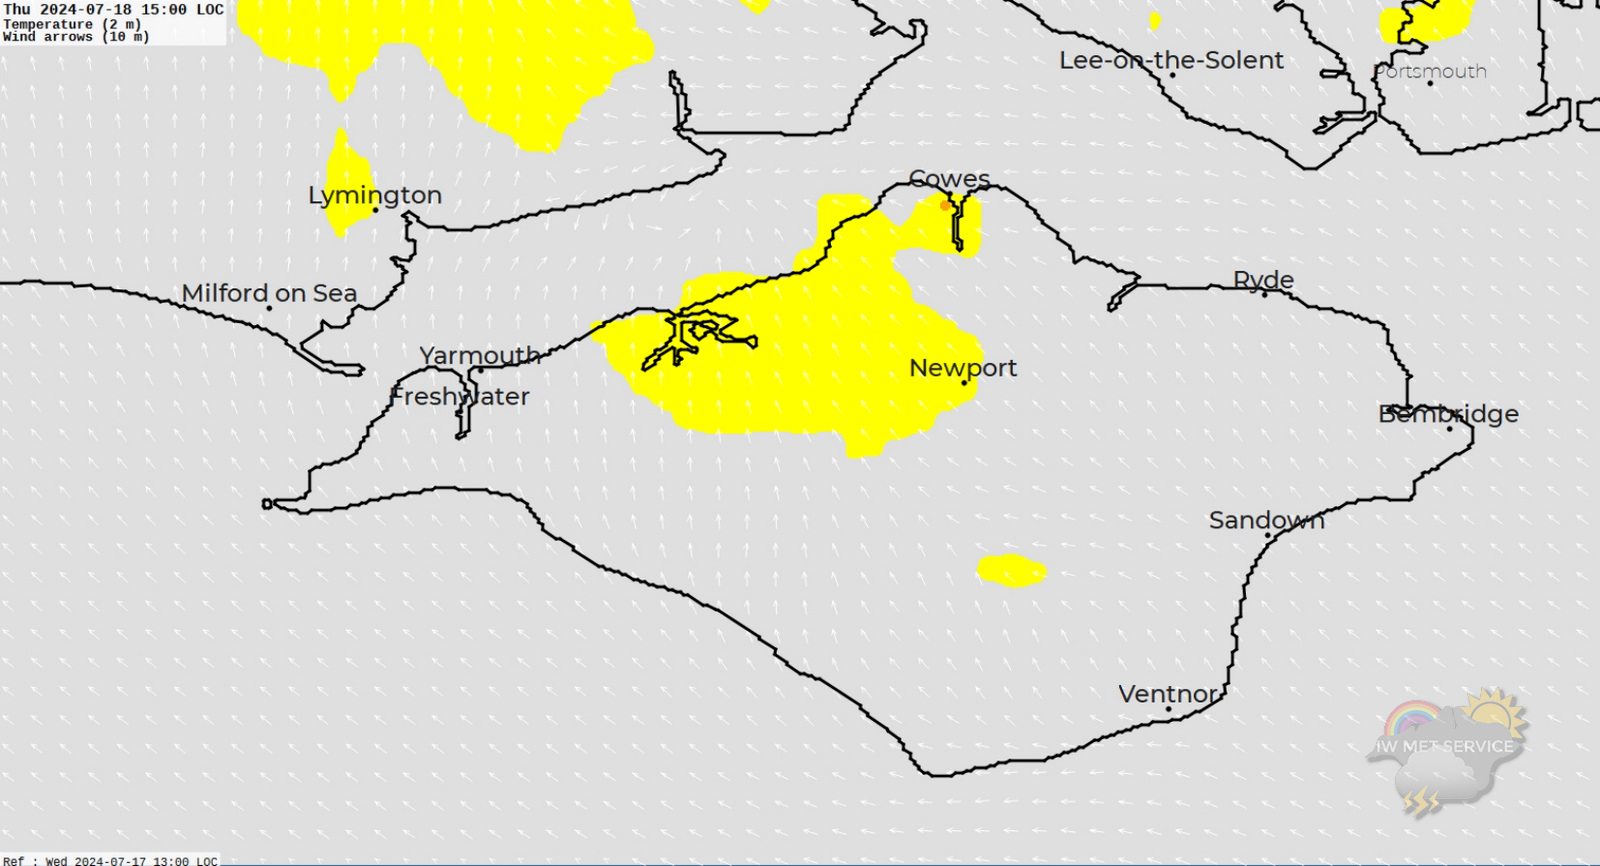 Thu 2024-07-18 15:00 LOC
Temperature (2 m)
Wind arrows (10 m)
Lee-on-the-Solent
Portsmouth
Cowes
Lymington
Ryde
Milford on Sea
Yarmouth
Newport
Freshwater
Bembridge
Sandown
Ventnor
IW MET SERVICE
Ref : Wed 2024-07-17 13:00 LOC